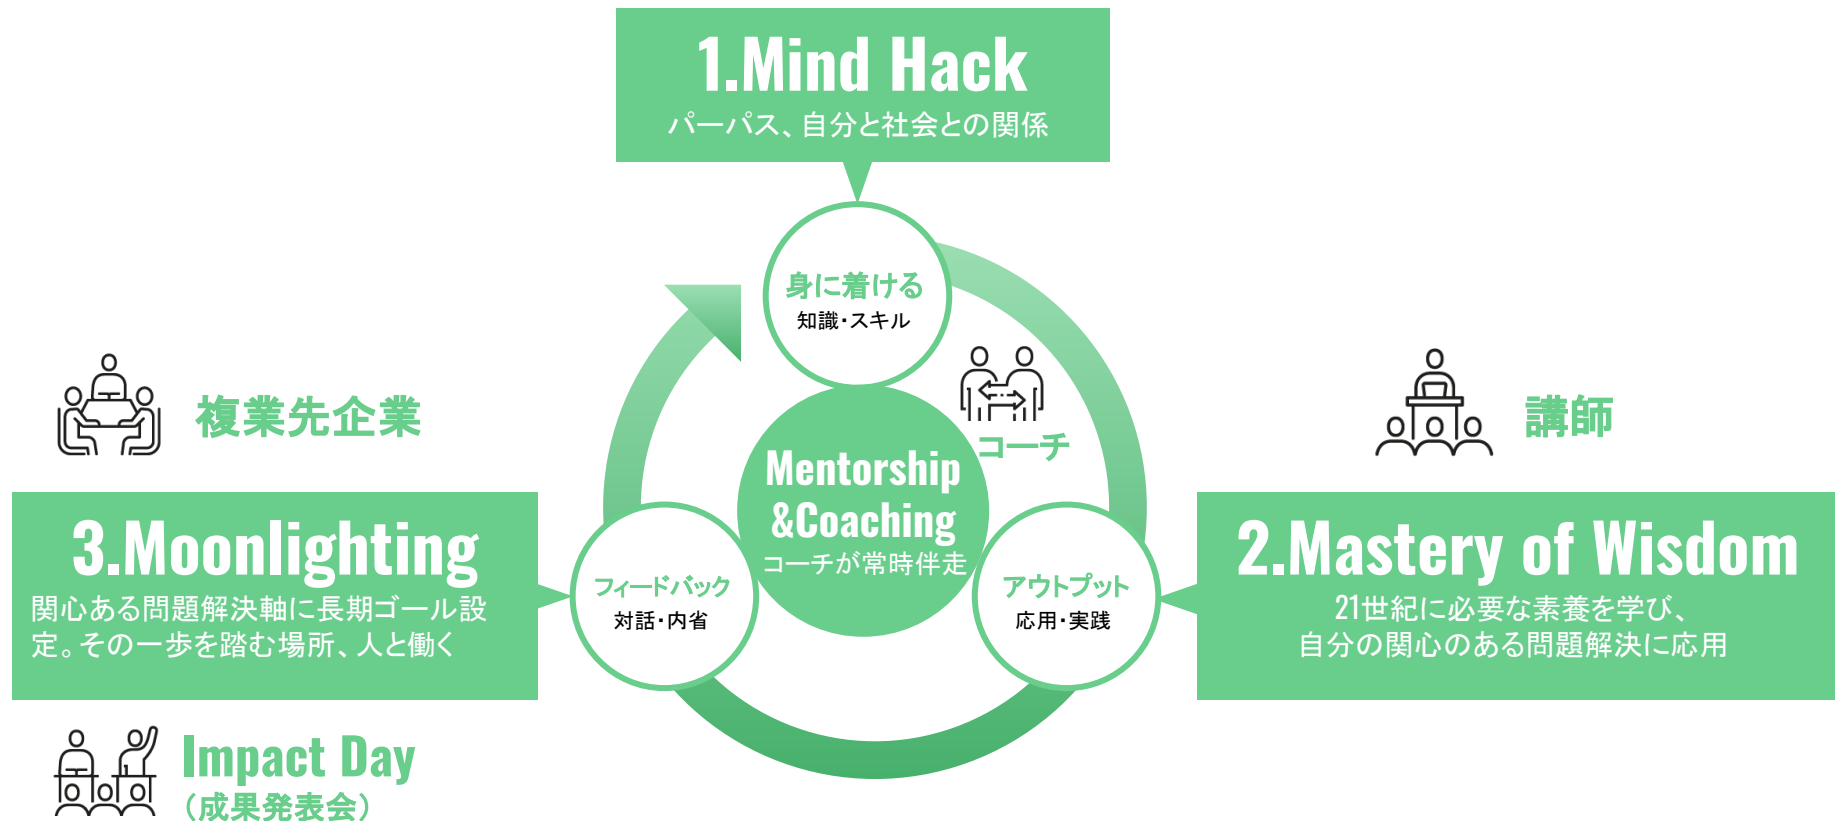 1.Mind Hack
パーパス、自分と社会との関係
身に着ける
知識・スキル
コーチ
Mentorship
&Coaching
コーチが常時伴走
講師
2.Mastery of Wisdom
21世紀に必要な素養を学び、
自分の関心のある問題解決に応用
アウトプット
応用・実践
複業先企業
3.Moonlighting
関心ある問題解決軸に長期ゴール設
定。その一歩を踏む場所、人と働く
フィードバック
対話・内省
Impact Day
（成果発表会）